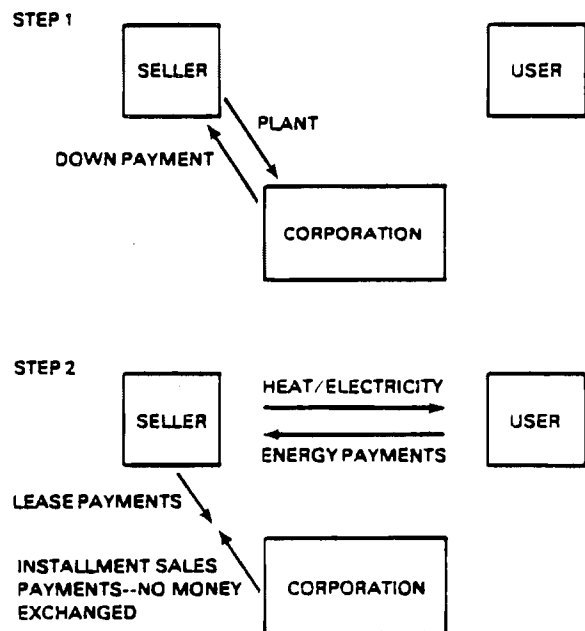 STEP 1
SELLER
USER
PLANT
DOWN PAYMENT
CORPORATION
STEP 2
HEAT/ELECTRICITY
SELLER
USER
ENERGY PAYMENTS
LEASE PAYMENTS
INSTALLMENT SALES
PAYMENTS--NO MONEY
EXCHANGED
CORPORATION